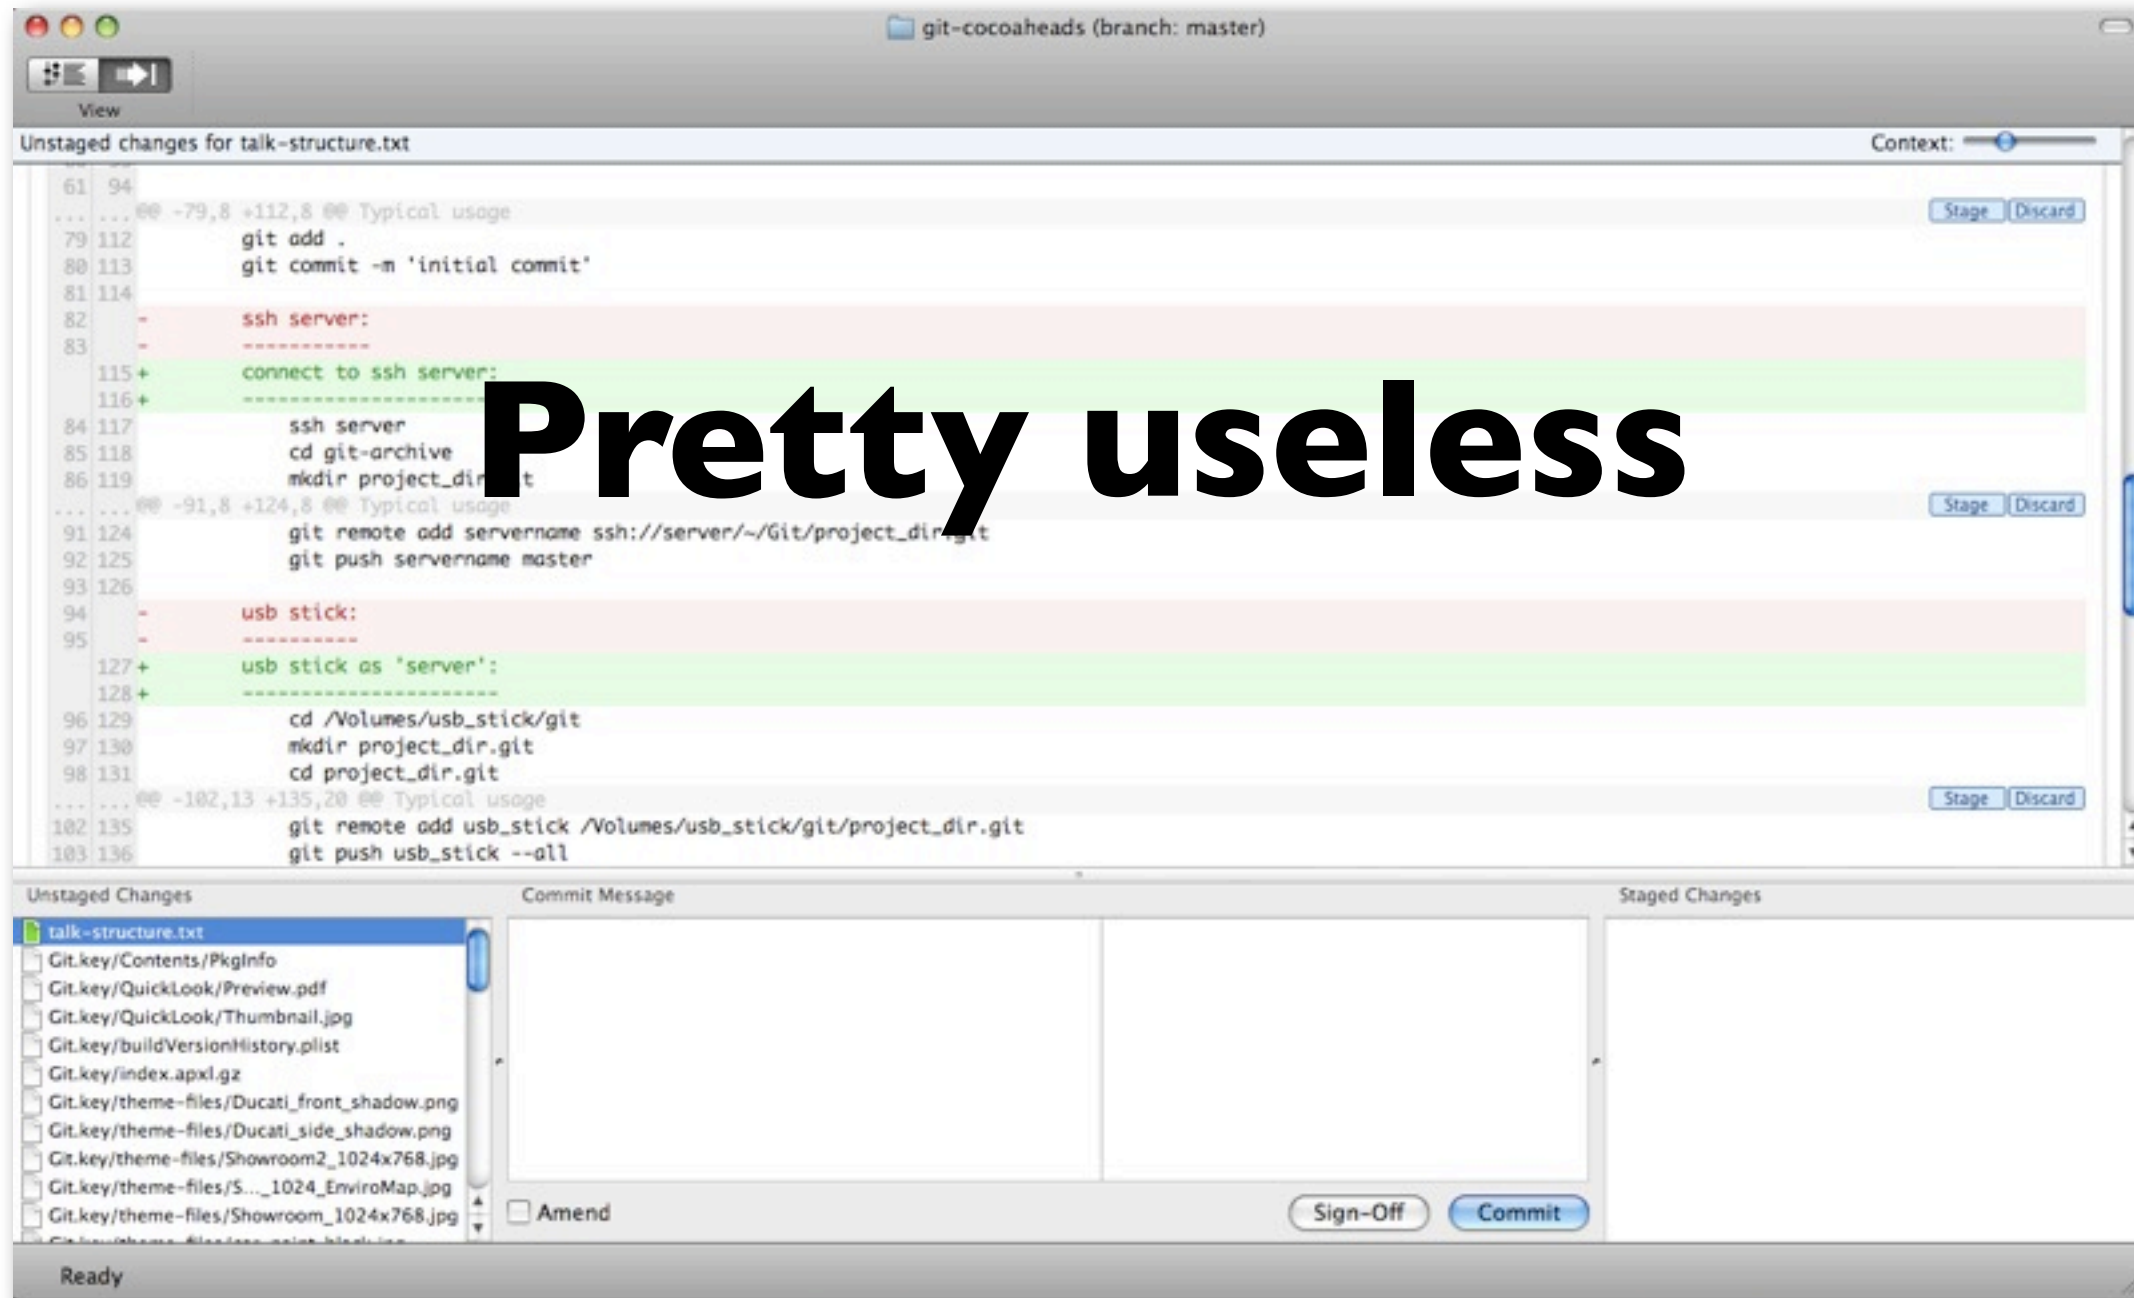 git-cocoaheads (branch: master)
View
Unstaged changes for talk-structure.txt
Context:
61 94
... ... @@ -79,8 +112,8 @@ Typical usage
Stage Discard
79 112 git add .
80 113 git commit -m 'initial commit'
81 114
82 - ssh server:
83 - -----------
115 + connect to ssh server:
116 + ---------------------
84 117 ssh server
85 118 cd git-archive
86 119 mkdir project_dir
Pretty useless
... ... @@ -91,8 +124,8 @@ Typical usage
Stage Discard
91 124 git remote add servername ssh://server/~/Git/project_dir.git
92 125 git push servername master
93 126
94 - usb stick:
95 - ----------
127 + usb stick as 'server':
128 + ----------------------
96 129 cd /Volumes/usb_stick/git
97 130 mkdir project_dir.git
98 131 cd project_dir.git
... ... @@ -102,13 +135,20 @@ Typical usage
Stage Discard
102 135 git remote add usb_stick /Volumes/usb_stick/git/project_dir.git
103 136 git push usb_stick --all
Unstaged Changes
talk-structure.txt
Git.key/Contents/PkgInfo
Git.key/QuickLook/Preview.pdf
Git.key/QuickLook/Thumbnail.jpg
Git.key/buildVersionHistory.plist
Git.key/index.apxl.gz
Git.key/theme-files/Ducati_front_shadow.png
Git.key/theme-files/Ducati_side_shadow.png
Git.key/theme-files/Showroom2_1024x768.jpg
Git.key/theme-files/S..._1024_EnviroMap.jpg
Git.key/theme-files/Showroom_1024x768.jpg
Commit Message
Amend
Sign-Off
Commit
Staged Changes
Ready